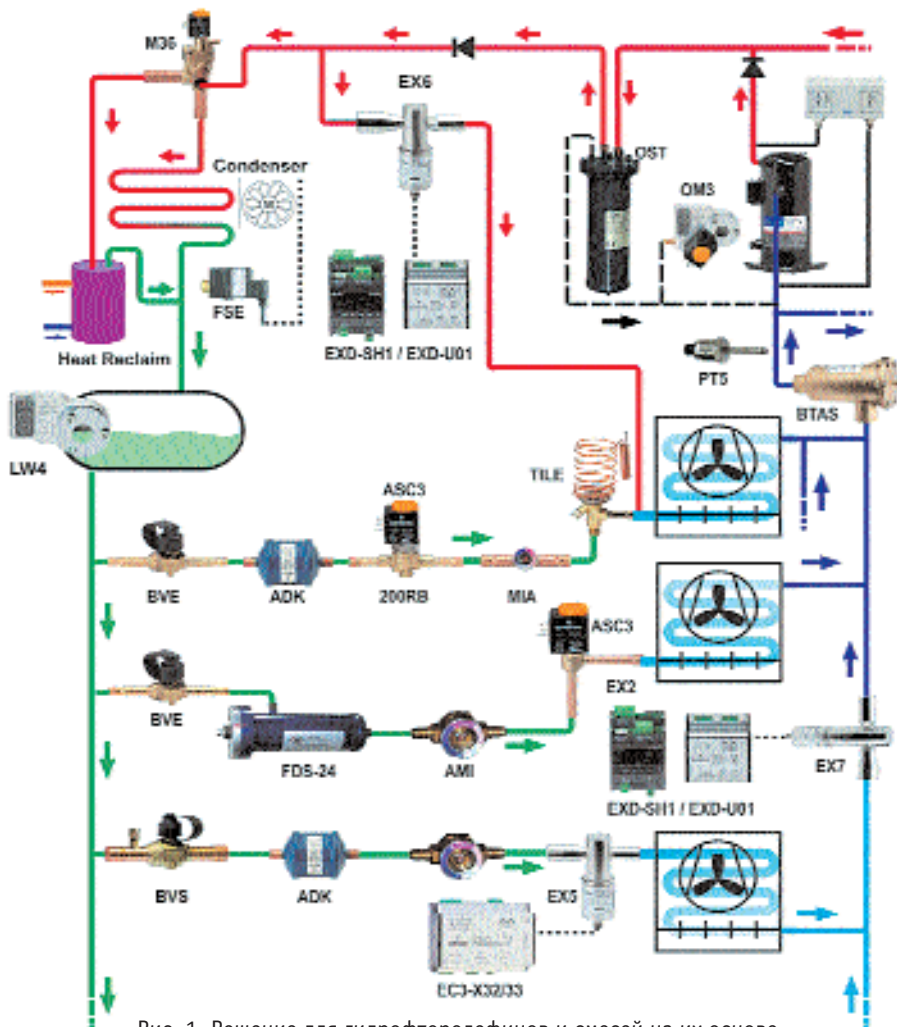 M36
EX6
Condenser
OST
OM3
FSE
EXD-SH1 / EXD-U01
Heat Reclaim
PT5
BTAS
LW4
TILE
ASC3
BVE
ADK
200RB
MIA
ASC3
EX2
BVE
FDS-24
AMI
EX7
EXD-SH1 / EXD-U01
BVS
ADK
EX5
EC3-X32/33
Рис. 1. Решение для гидрофторолефинов и смесей на их основе